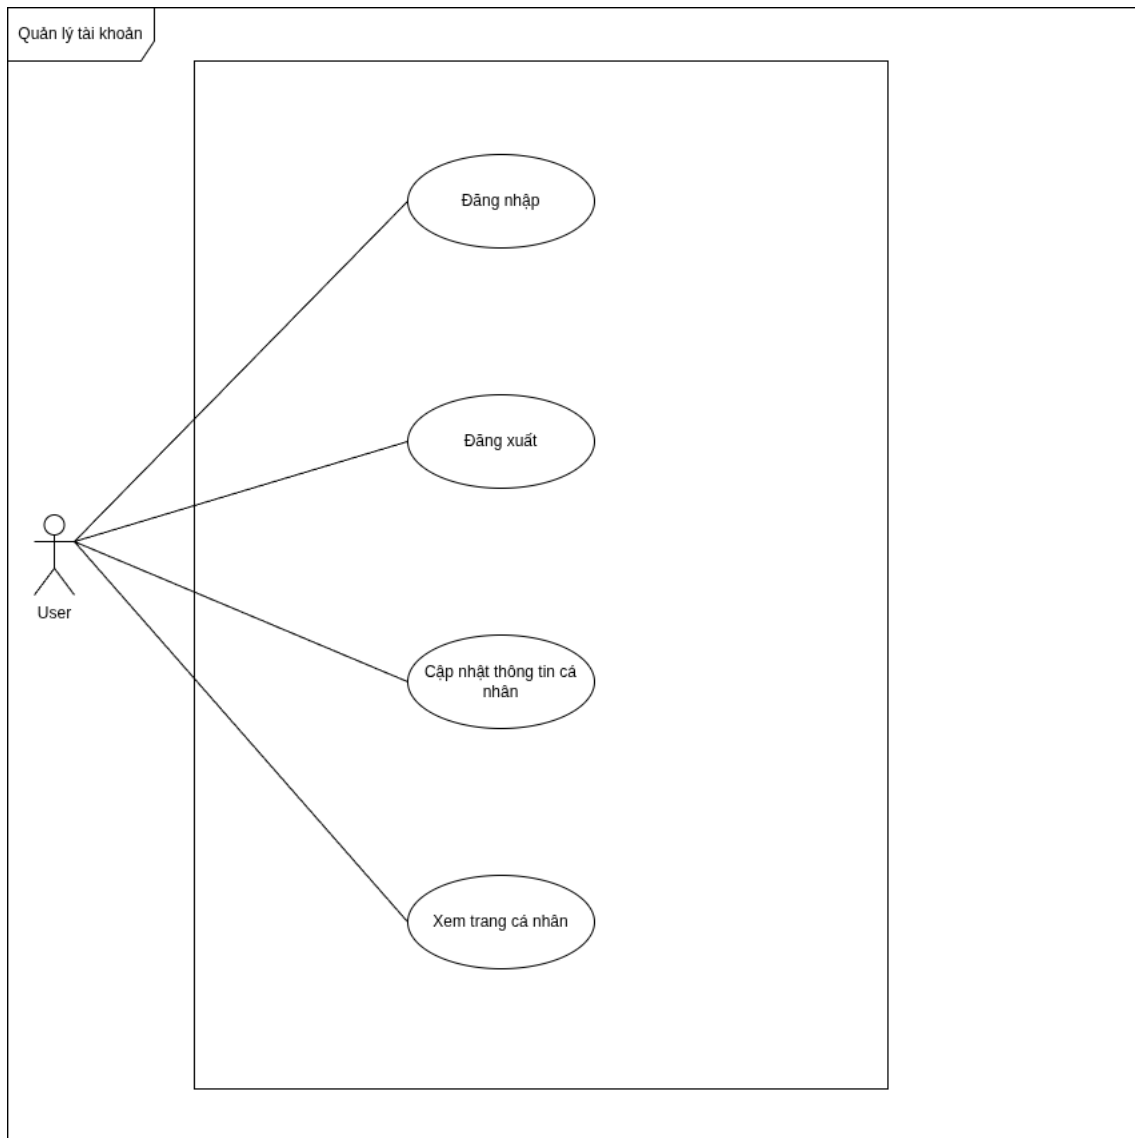 Quản lý tài khoản
Đăng nhập
Đăng xuất
User
Cập nhật thông tin cá
nhân
Xem trang cá nhân